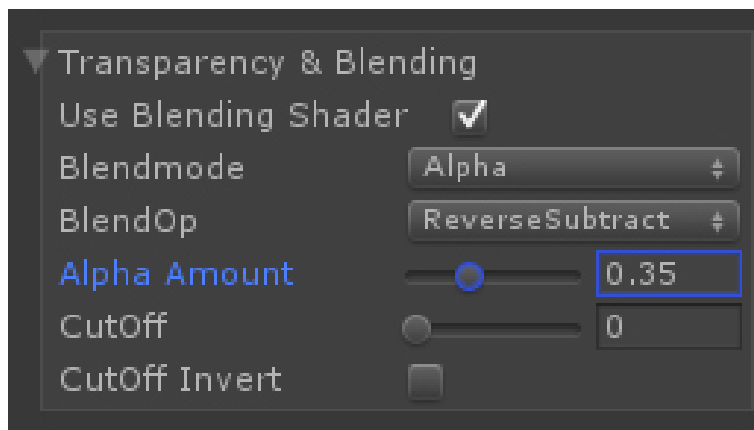 Transparency & Blending
Use Blending Shader
Blendmode Alpha
BlendOp ReverseSubtract
Alpha Amount 0.35
CutOff 0
CutOff Invert